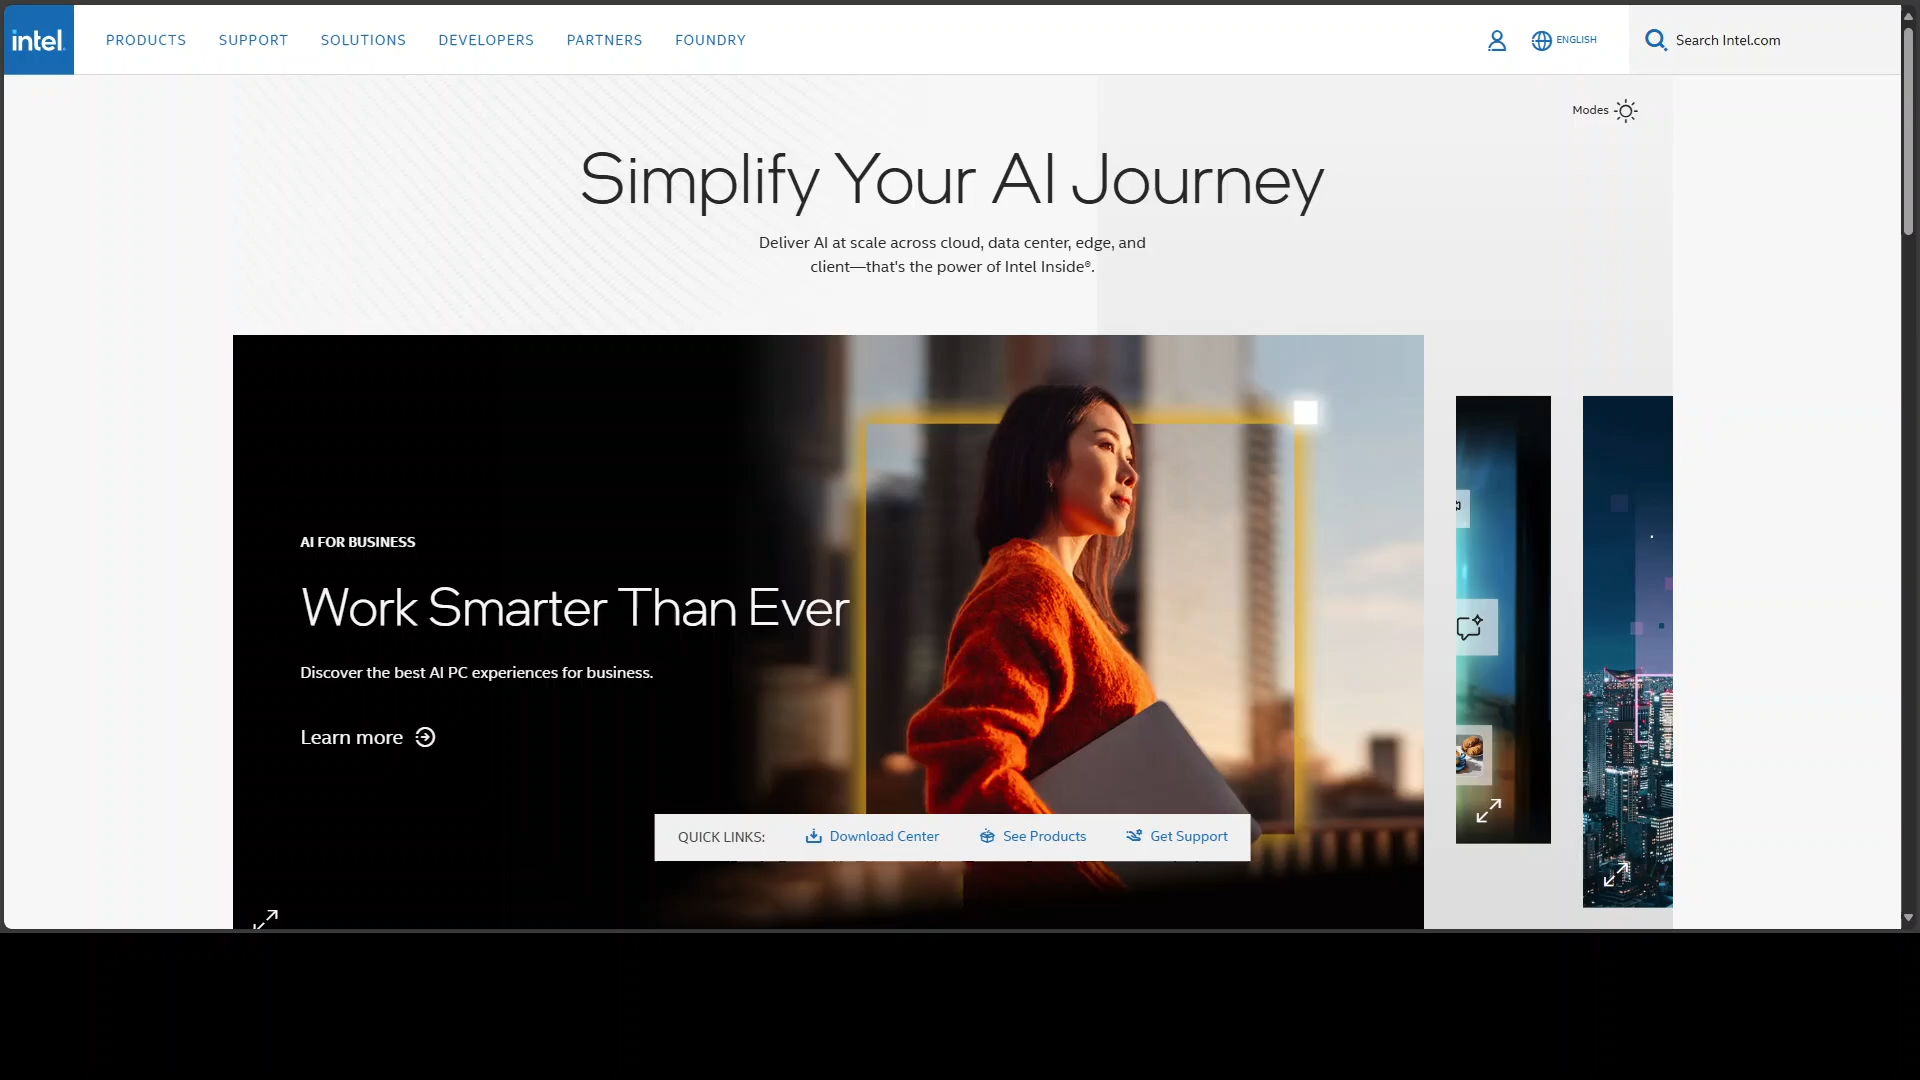 intel.
PRODUCTS SUPPORT SOLUTIONS DEVELOPERS PARTNERS FOUNDRY
ENGLISH
Search Intel.com
Modes
Simplify Your AI Journey
Deliver AI at scale across cloud, data center, edge, and
client—that's the power of Intel Inside®.
AI FOR BUSINESS
Work Smarter Than Ever
Discover the best AI PC experiences for business.
Learn more
QUICK LINKS: Download Center See Products Get Support